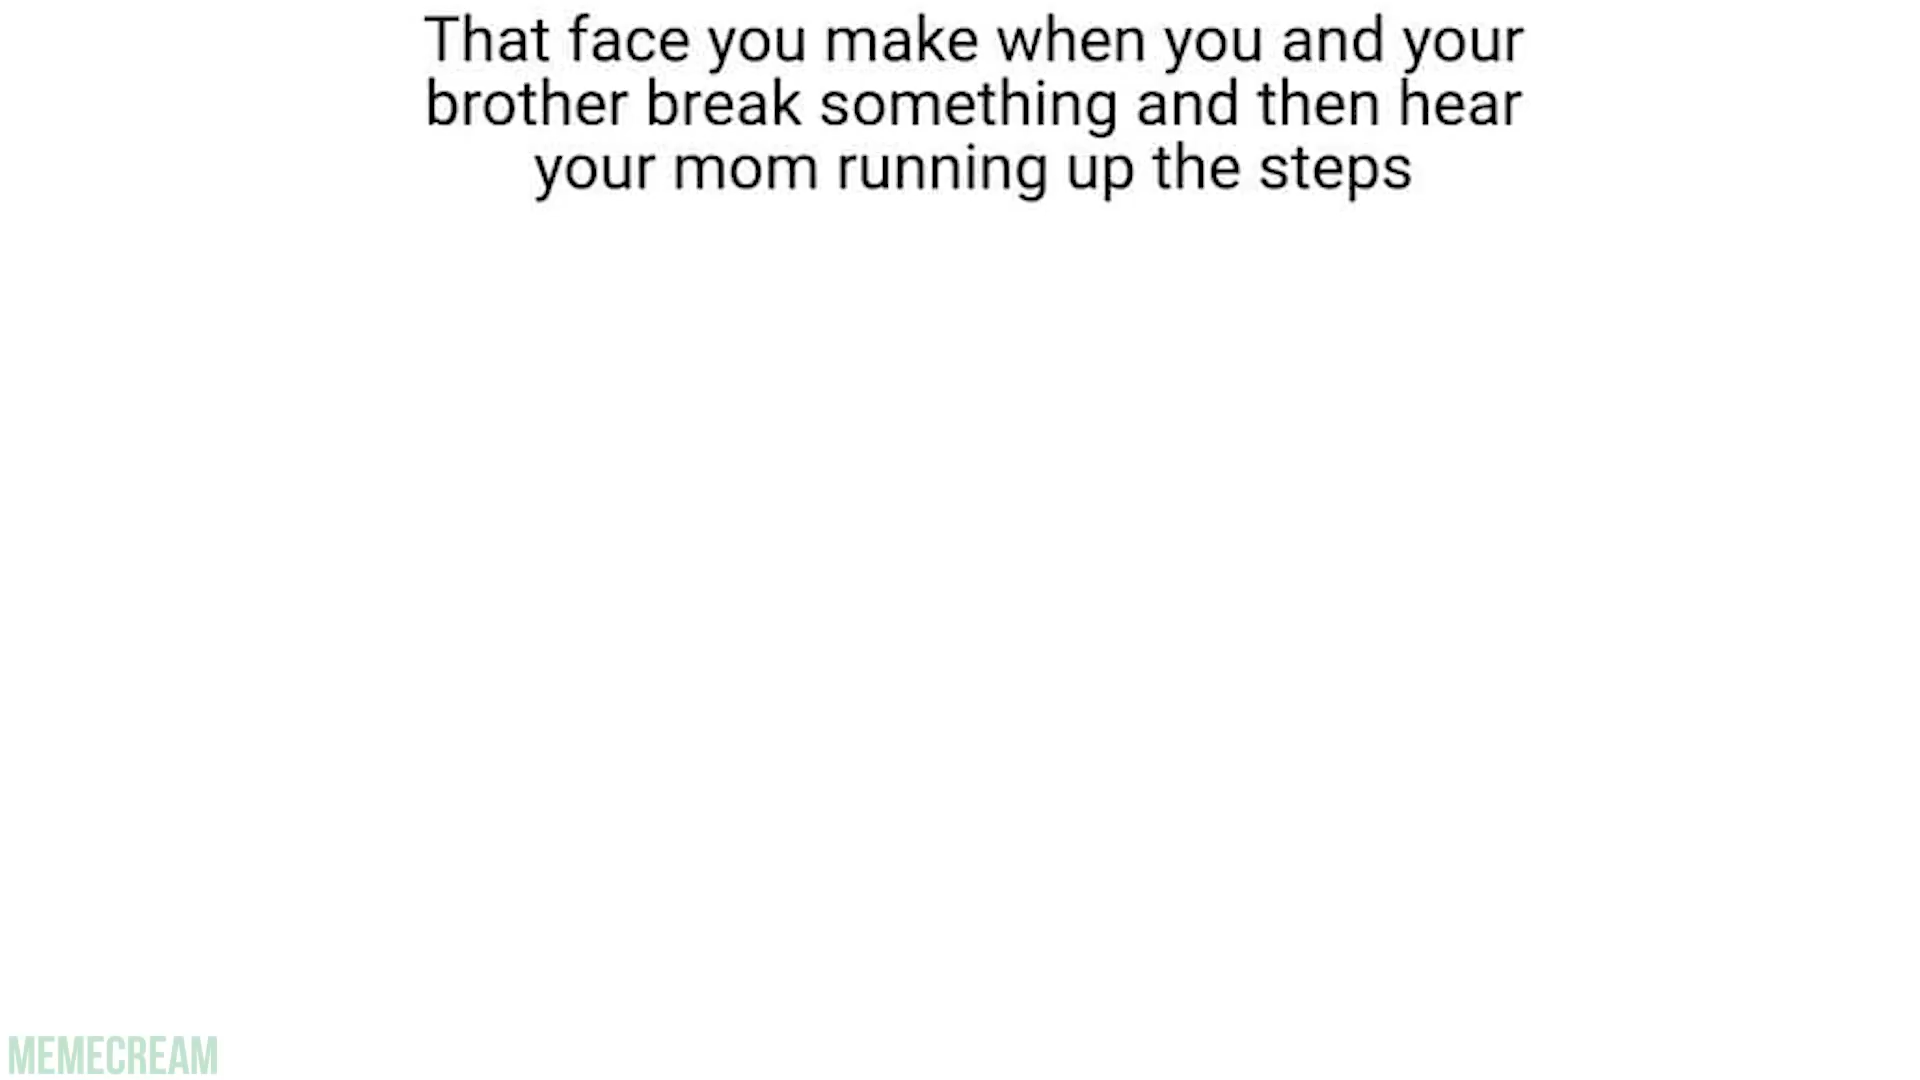 That face you make when you and your
brother break something and then hear
your mom running up the steps
MEMECREAM